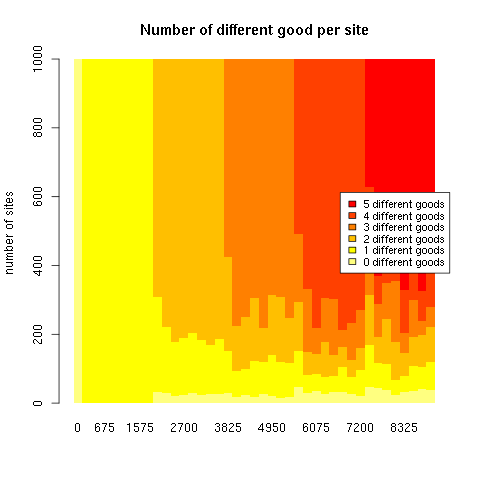 Number of different good per site
number of sites
1000
800
600
400
200
0
5 different goods
4 different goods
3 different goods
2 different goods
1 different goods
0 different goods
0 675 1575 2700 3825 4950 6075 7200 8325